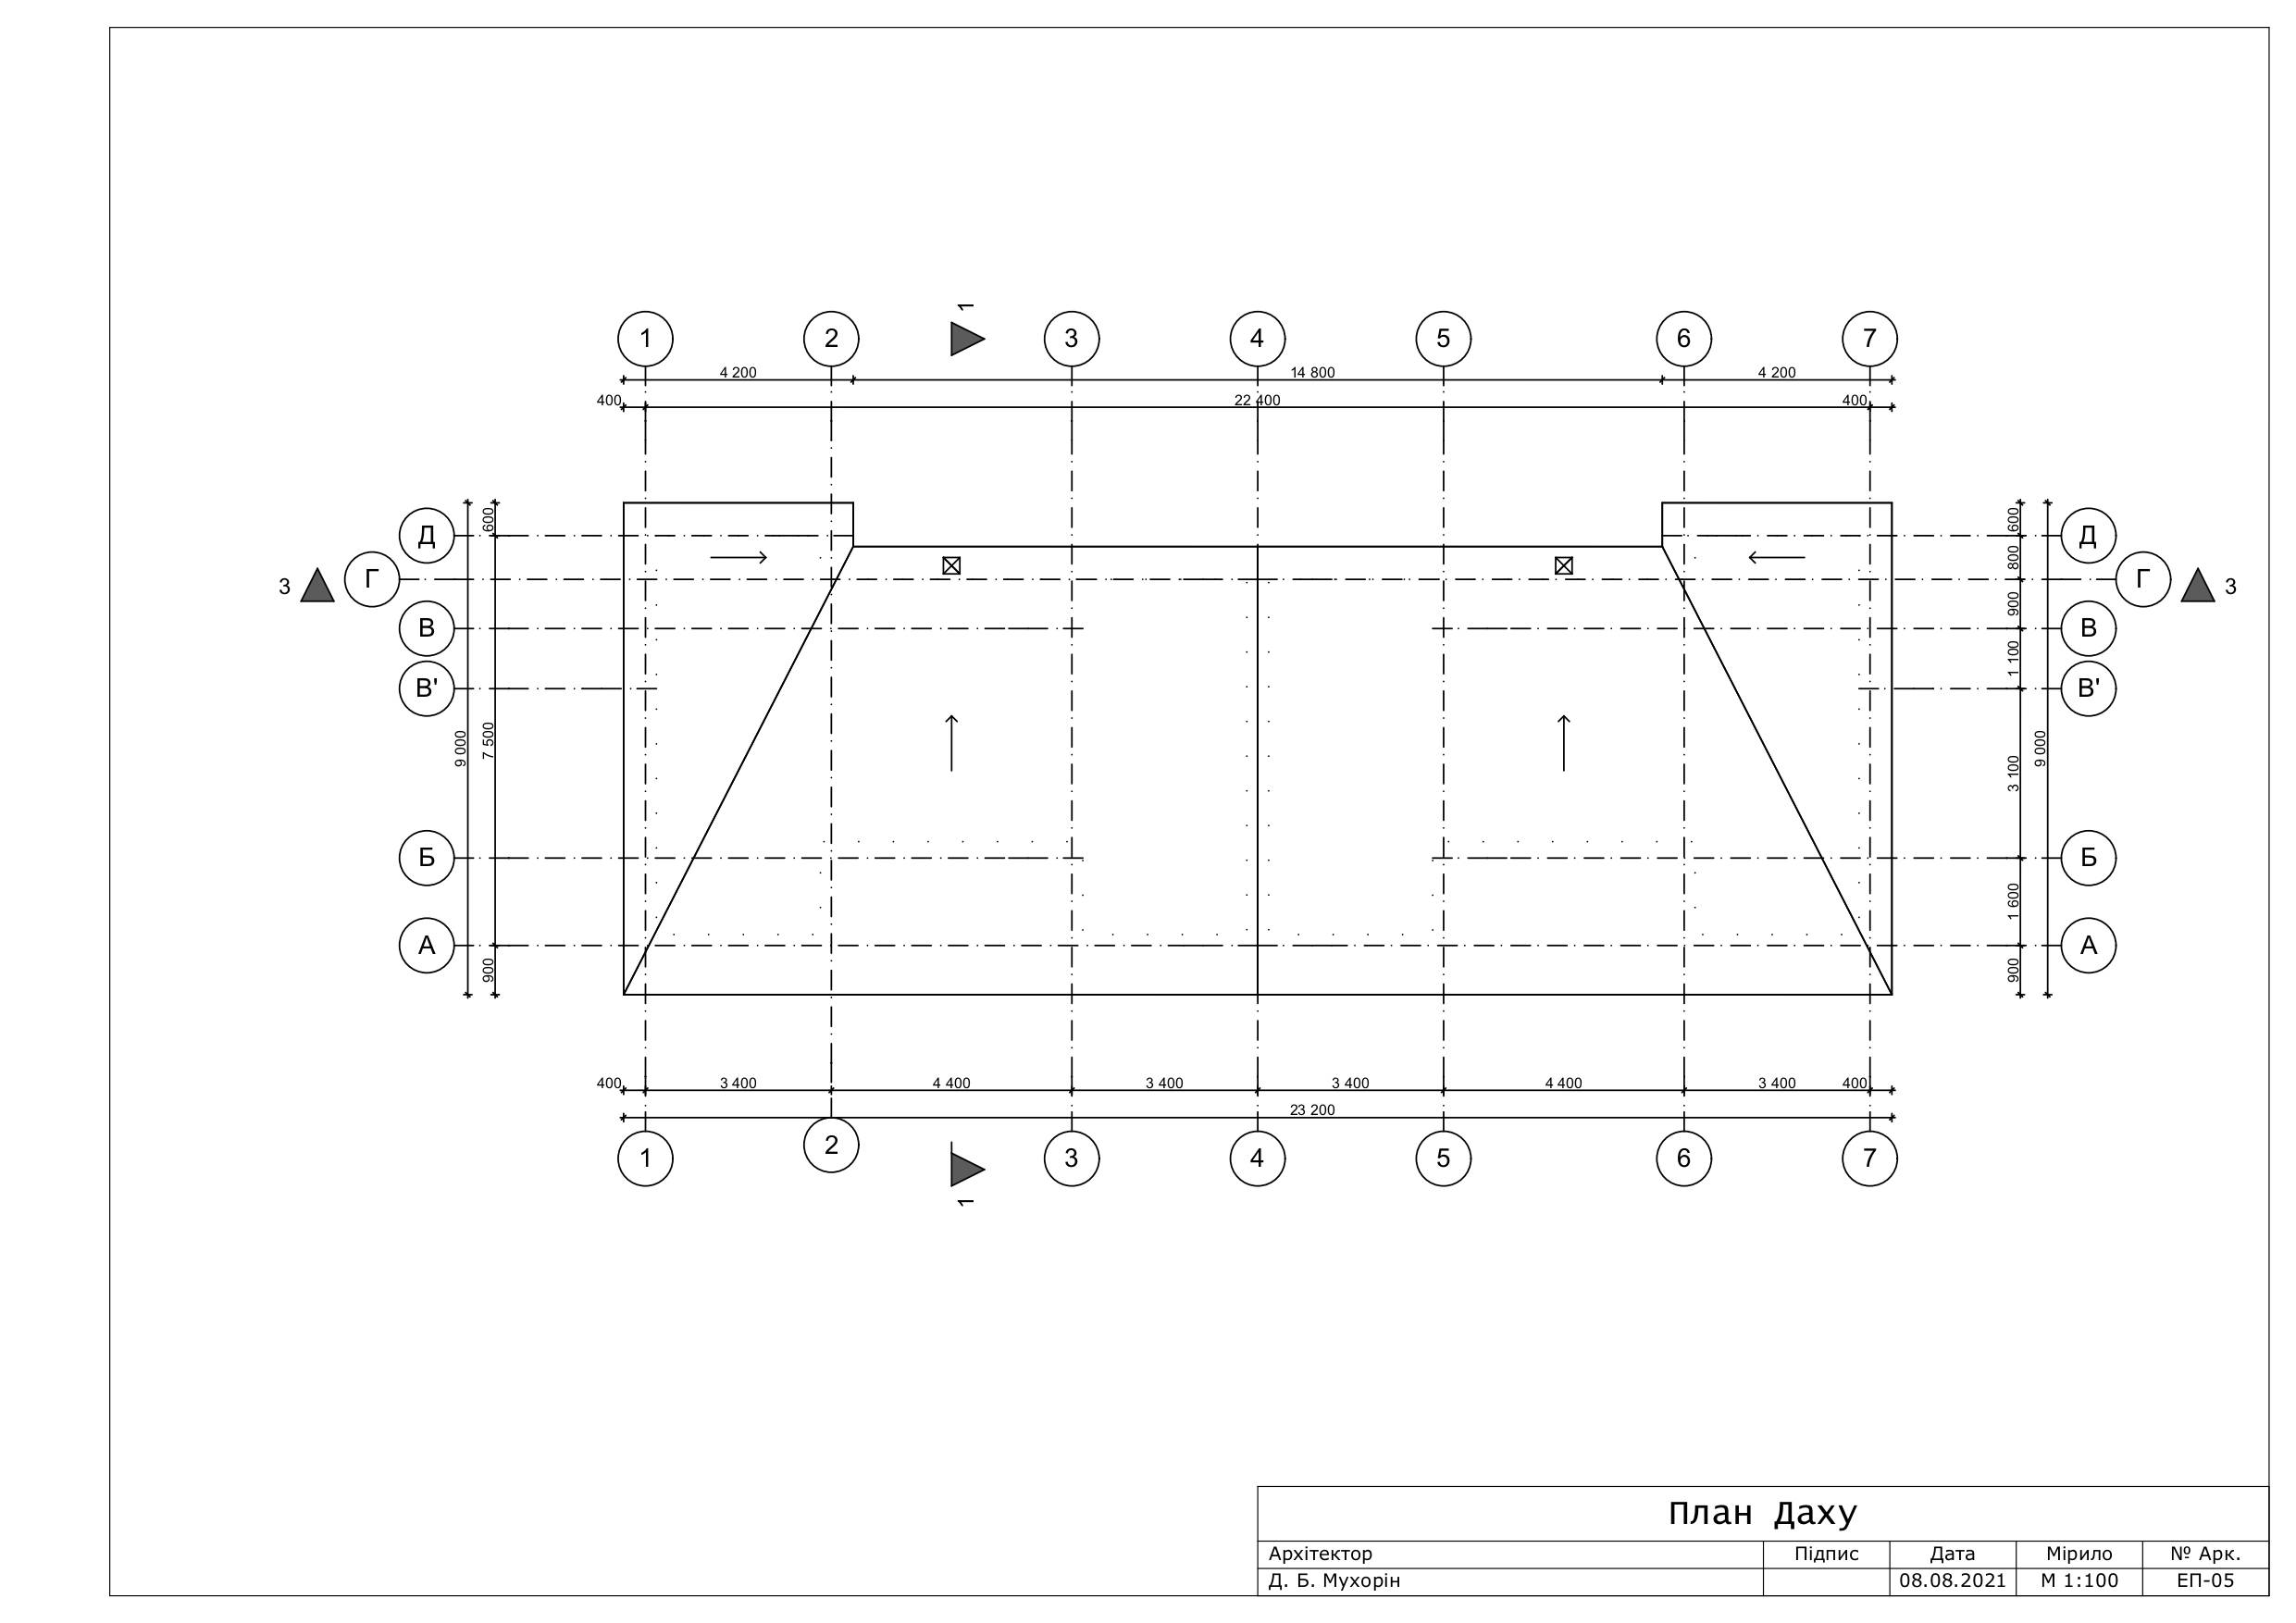 1
1 2 3 4 5 6 7
4 200 14 800 4 200
400 22 400 400
Д 600 600 Д
800
3 Г Г 3
900
В В
1 100
В' В'
9 000 7 500 3 100 9 000
Б Б
1 600
А А
900 900
400 3 400 4 400 3 400 3 400 4 400 3 400 400
23 200
1 2 3 4 5 6 7
1
План Даху
Архітектор Підпис Дата Мірило № Арк.
Д. Б. Мухорін 08.08.2021 М 1:100 ЕП-05